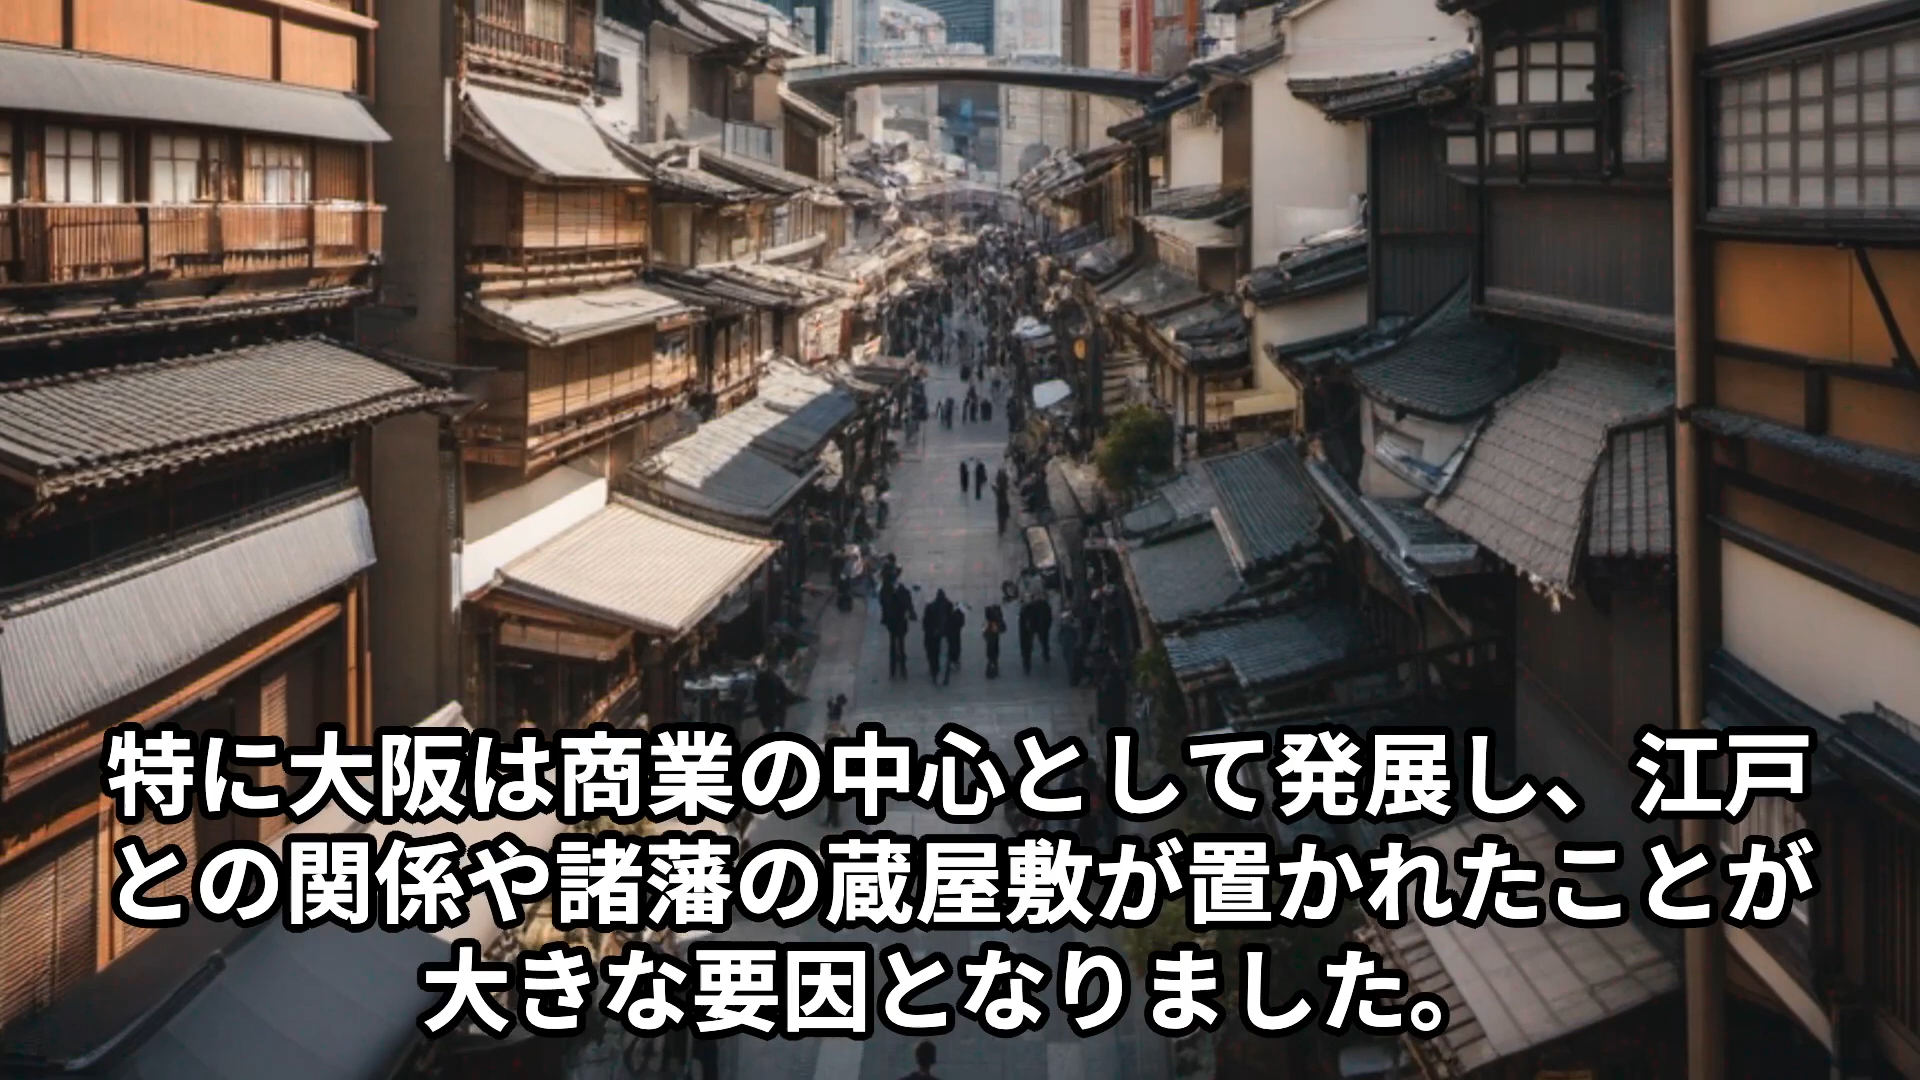 特に大阪は商業の中心として発展し、江戸
との関係や諸藩の蔵屋敷が置かれたことが
大きな要因となりました。